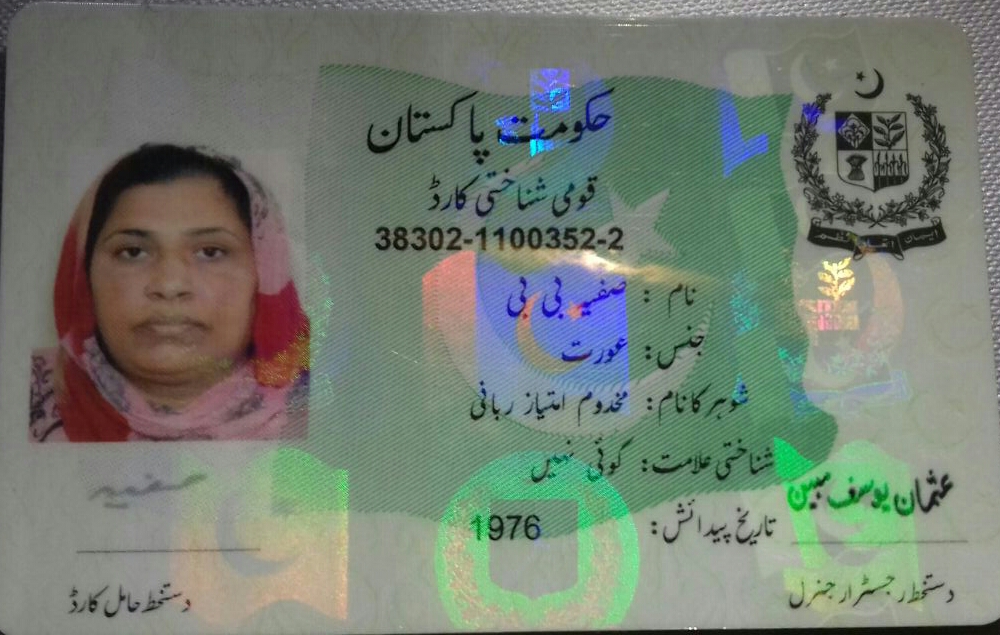 حکومت پاکستان
قومی شناختی کارڈ
38302-1100352-2
نام : صفیہ بی بی
جنس: عورت
شوہر کا نام: مخدوم امتیاز ربانی
شناختی علامت: کوئی نہیں
تاریخ پیدائش: 1976
عثمان یوسف مبین
دستخط رجسٹرار جنرل
صفیہ
دستخط حامل کارڈ